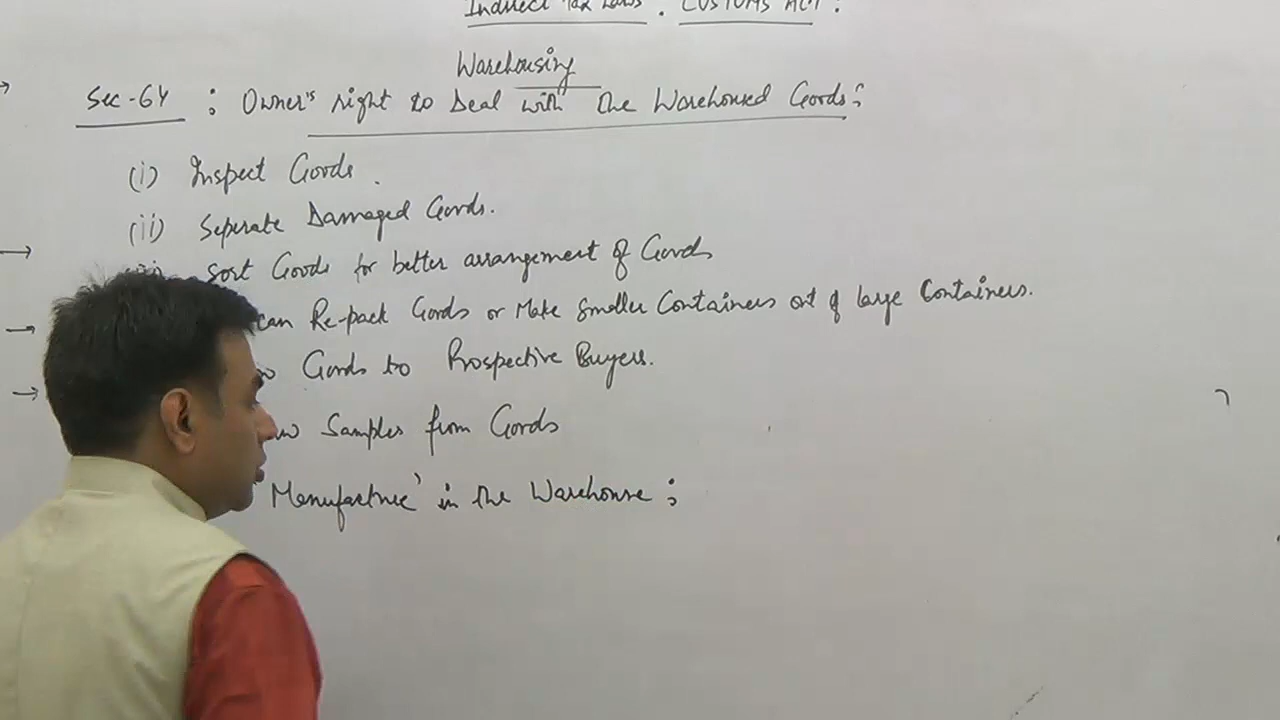 Indirect Tax Laws . CUSTOMS ACT :
Warehousing
Sec-64 : Owner's right to Deal with the Warehoused Goods :
(i) Inspect Goods .
(ii) Seperate Damaged Goods.
Sort Goods for better arrangement of Goods
can Re-pack Goods or Make Smaller Containers out of large Containers.
Goods to Prospective Buyers.
Samples from Goods
'Manufacture' in the Warehouse :